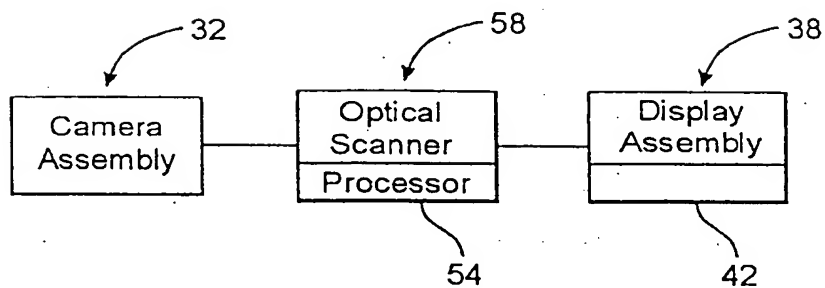 32
58
38
Camera
Assembly
Optical
Scanner
Processor
Display
Assembly
54
42